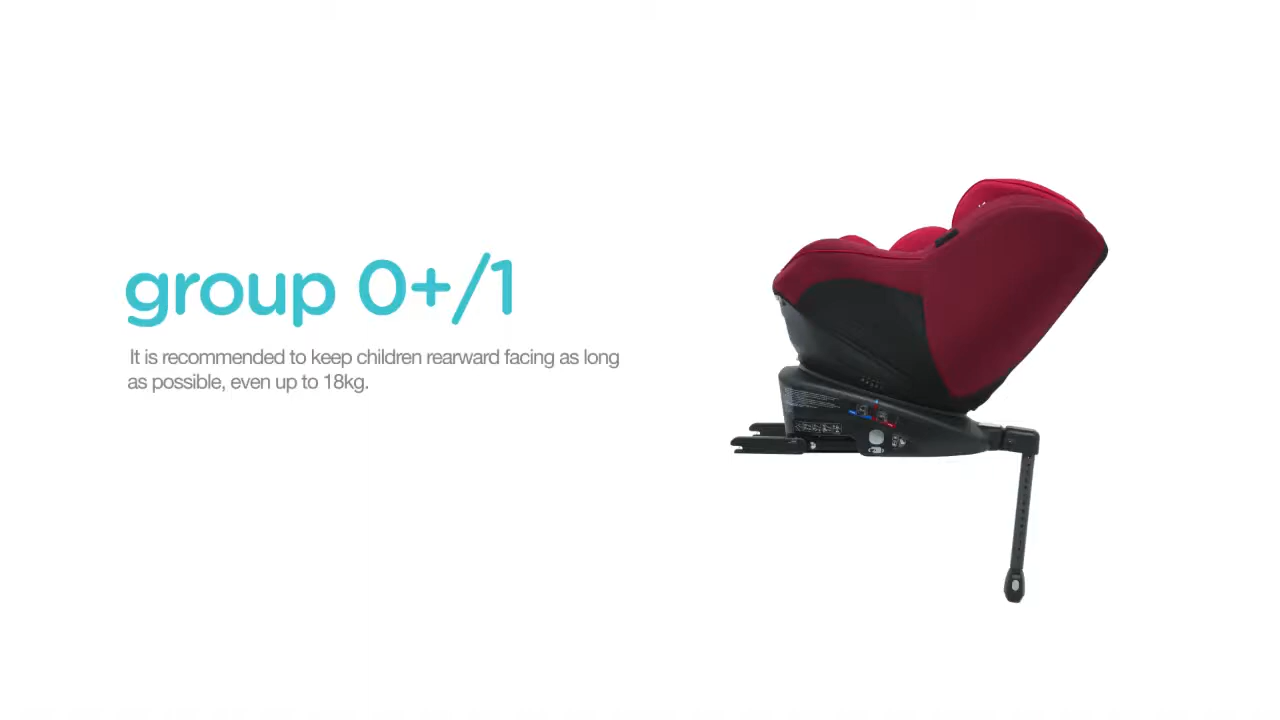 group 0+/1
It is recommended to keep children rearward facing as long
as possible, even up to 18kg.